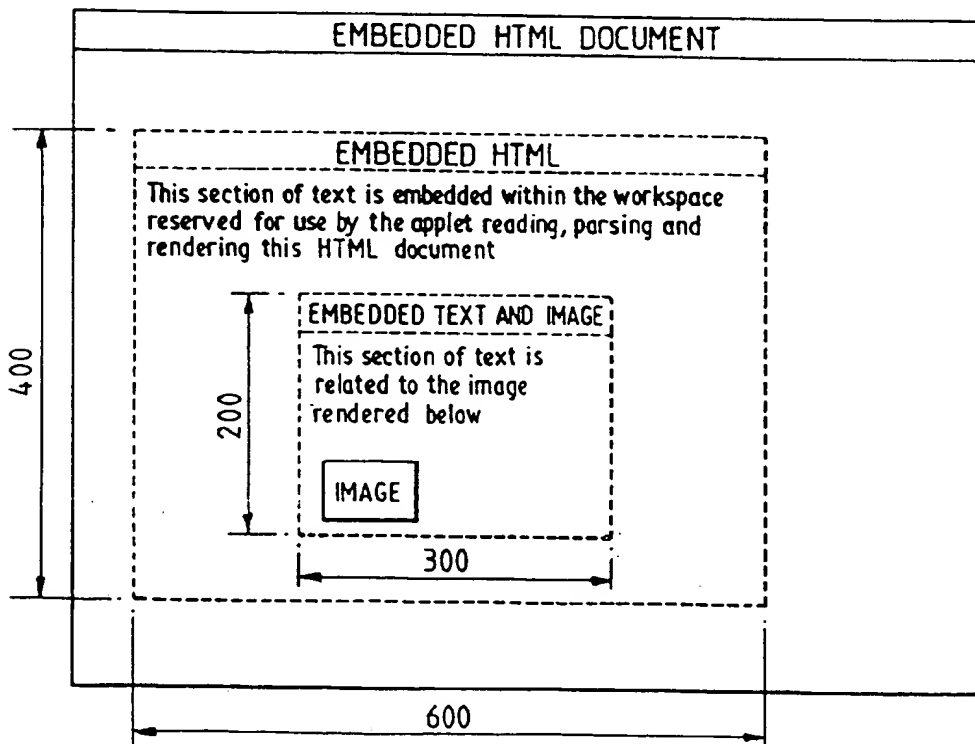 EMBEDDED HTML DOCUMENT
EMBEDDED HTML
This section of text is embedded within the workspace
reserved for use by the applet reading, parsing and
rendering this HTML document
EMBEDDED TEXT AND IMAGE
This section of text is
related to the image
rendered below
IMAGE
400
200
300
600